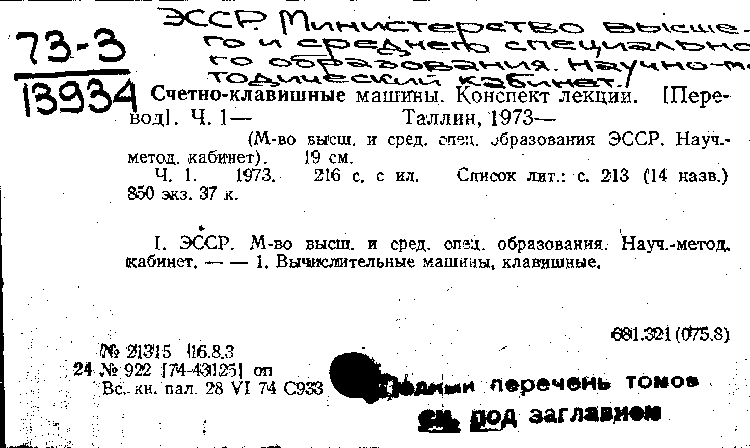 ЭССР. Министерство высше-
го и среднего специально
го образования. Научно-м
тодический кабинет./
73-3
13934
Счетно-клавишные машины. Конспект лекции. [Пере-
вод]. Ч. 1— Таллин, 1973—
(М-во высш. и сред. спец. образования ЭССР. Науч.-
метод. кабинет). 19 см.
Ч. 1. 1973. 216 с. с ил. Список лит.: с. 213 (14 назв.)
850 экз. 37 к.
I. ЭССР. М-во высш. и сред. спец. образования. Науч.-метод.
кабинет. — — 1. Вычислительные машины, клавишные.
681.321(075.8)
№ 21315 16.8.3
24 № 922 [74-43125] оп
Вс. кн. пал. 28 VI 74 С933
Полный перечень томов
см. под заглавием